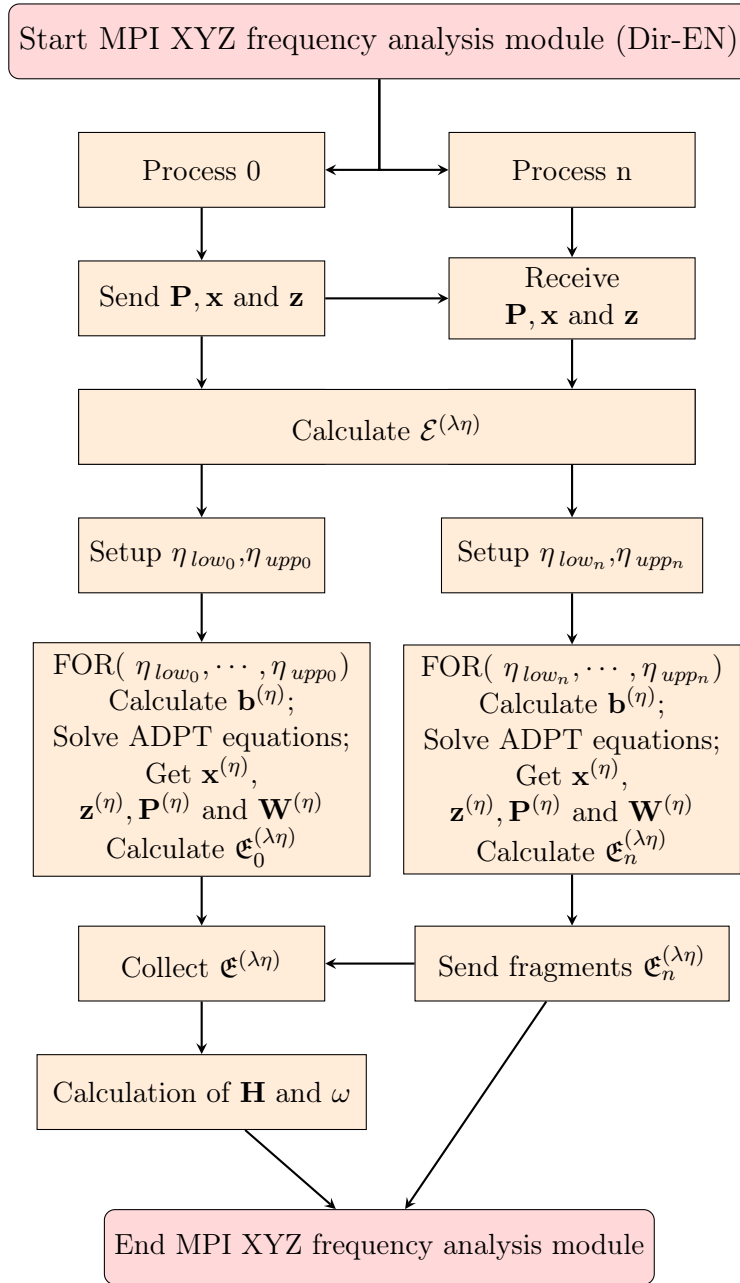 Start MPI XYZ frequency analysis module (Dir-EN)
Process 0
Process n
Send 𝐏, 𝐱 and 𝐳
Receive
𝐏, 𝐱 and 𝐳
Calculate ℰ^(λη)
Setup η_low₀,η_upp₀
Setup η_lowₙ,η_uppₙ
FOR( η_low₀, ⋯ , η_upp₀)
Calculate 𝐛^(η);
Solve ADPT equations;
Get 𝐱^(η),
𝐳^(η), 𝐏^(η) and 𝐖^(η)
Calculate 𝕰₀^(λη)
FOR( η_lowₙ, ⋯ , η_uppₙ)
Calculate 𝐛^(η);
Solve ADPT equations;
Get 𝐱^(η),
𝐳^(η), 𝐏^(η) and 𝐖^(η)
Calculate 𝕰ₙ^(λη)
Collect 𝕰^(λη)
Send fragments 𝕰ₙ^(λη)
Calculation of 𝐇 and ω
End MPI XYZ frequency analysis module